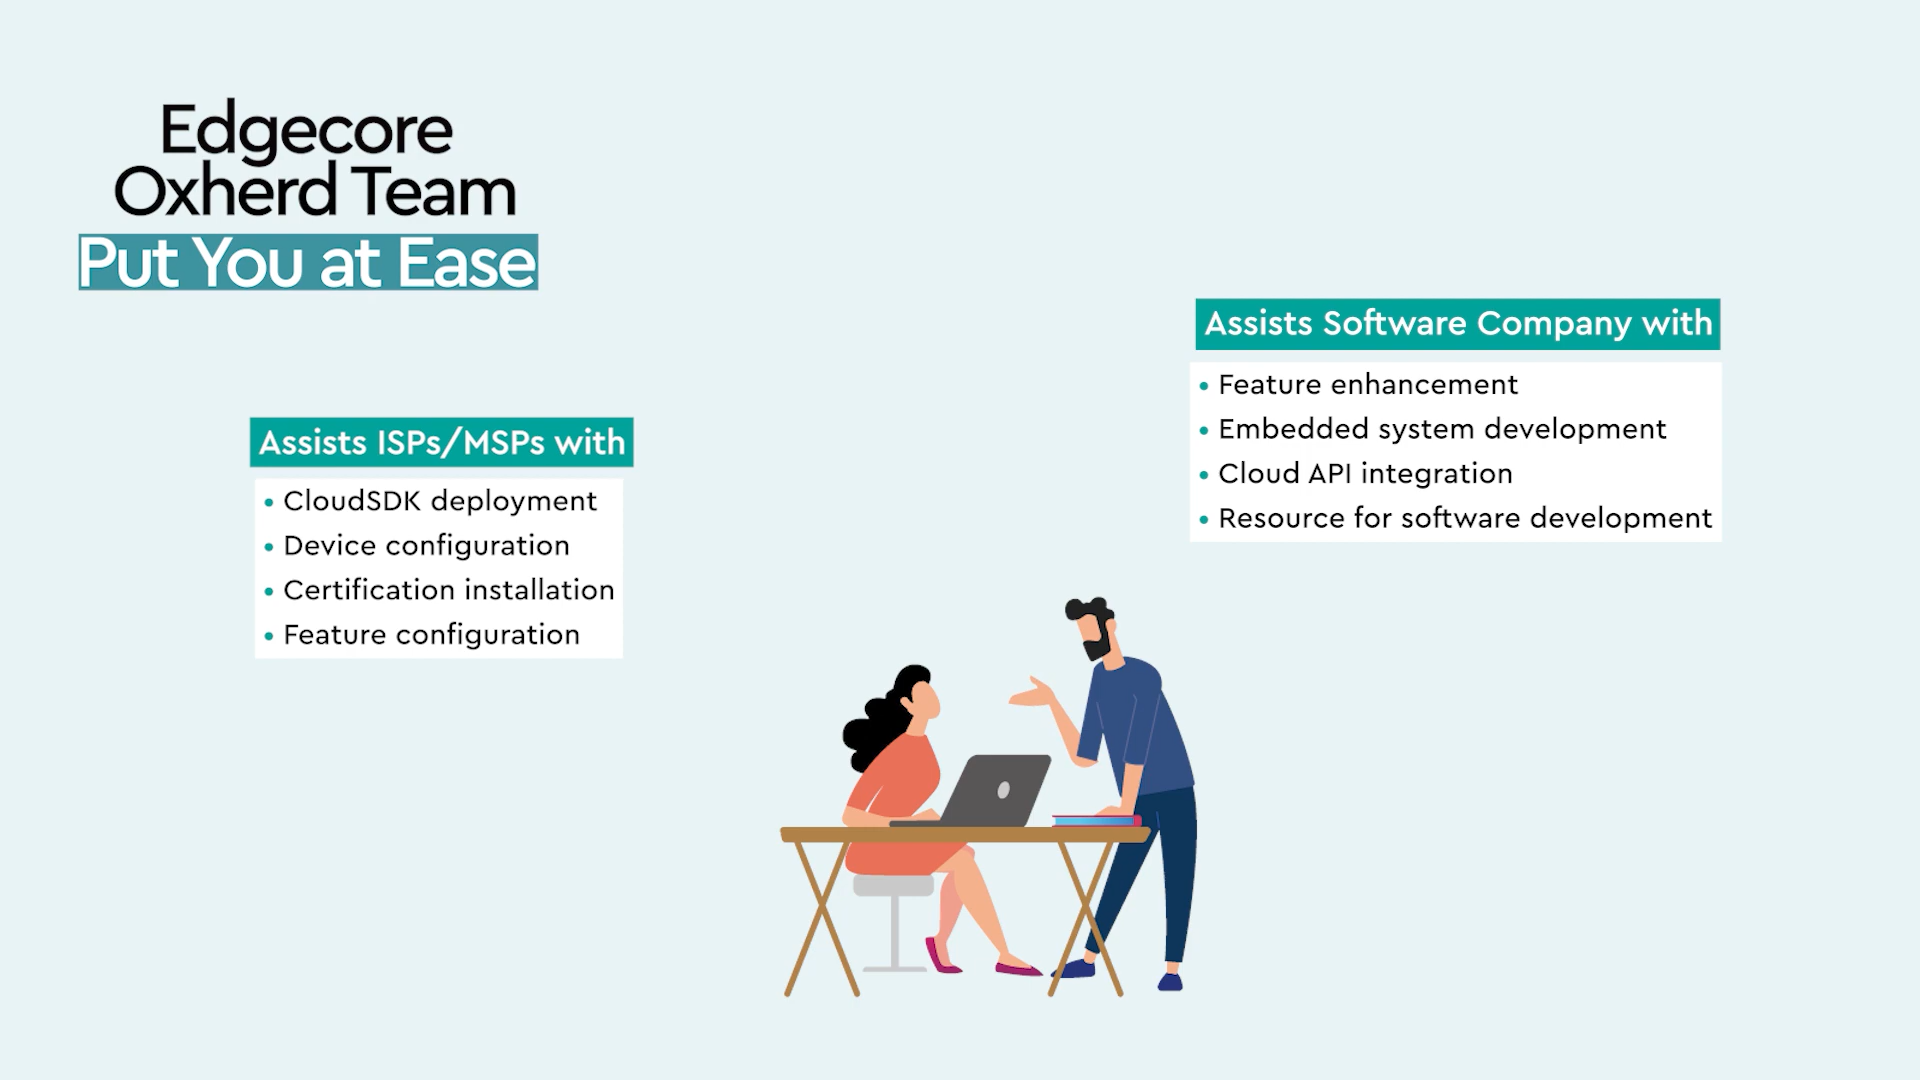 Edgecore
Oxherd Team
Put You at Ease
Assists ISPs/MSPs with
• CloudSDK deployment
• Device configuration
• Certification installation
• Feature configuration
Assists Software Company with
• Feature enhancement
• Embedded system development
• Cloud API integration
• Resource for software development